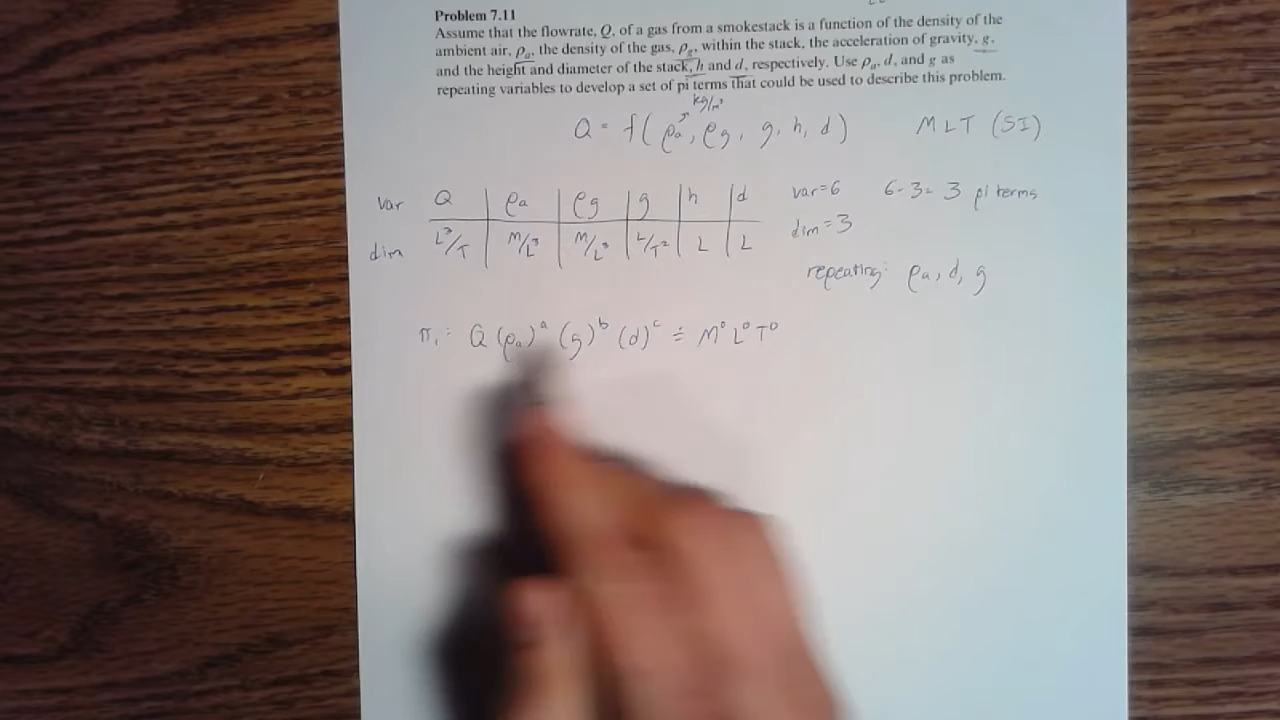 Problem 7.11
Assume that the flowrate, Q, of a gas from a smokestack is a function of the density of the
ambient air, ρa, the density of the gas, ρg, within the stack, the acceleration of gravity, g,
and the height and diameter of the stack, h and d, respectively. Use ρa, d, and g as
repeating variables to develop a set of pi terms that could be used to describe this problem.
kg/m³
Q = f(ρa, ρg, g, h, d) MLT (SI)
var Q ρa ρg g h d var=6 6-3= 3 pi terms
dim L³/T M/L³ M/L³ L/T² L L dim=3
repeating: ρa, d, g
π₁: Q (ρa)ᵃ (g)ᵇ (d)ᶜ ≐ M⁰ L⁰ T⁰